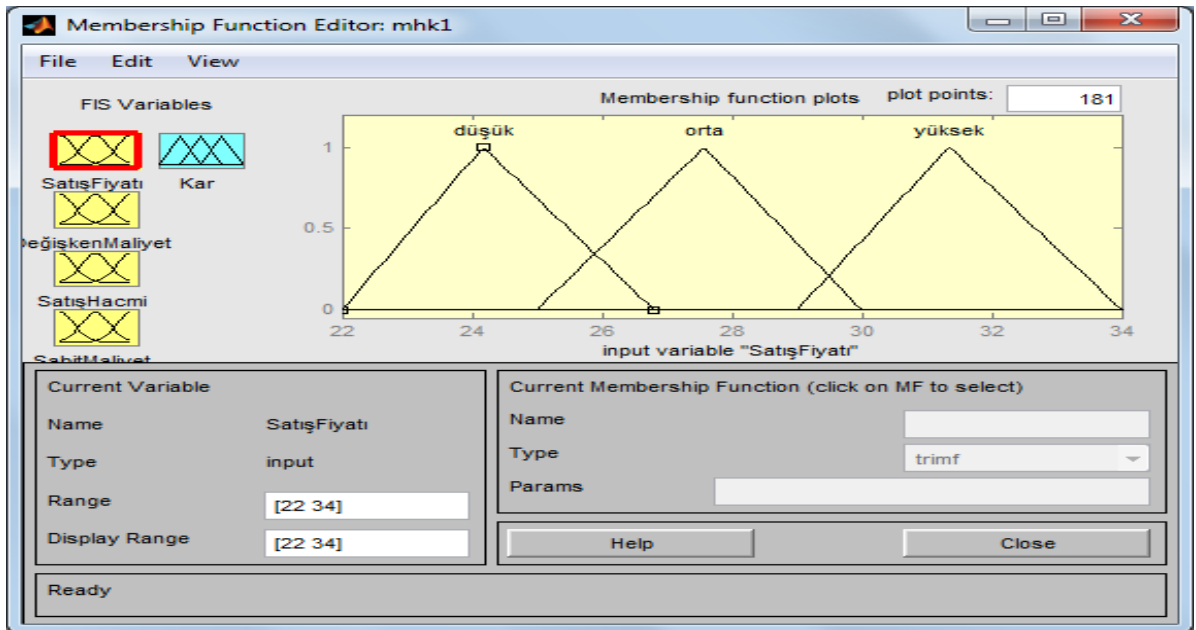 Membership Function Editor: mhk1
File Edit View
FIS Variables
Membership function plots plot points: 181
düşük orta yüksek
1
0.5
0
22 24 26 28 30 32 34
input variable "SatışFiyatı"
SatışFiyatı Kar
eğişkenMaliyet
SatışHacmi
SabitMaliyet
Current Variable
Name SatışFiyatı
Type input
Range [22 34]
Display Range [22 34]
Current Membership Function (click on MF to select)
Name
Type trimf
Params
Help Close
Ready